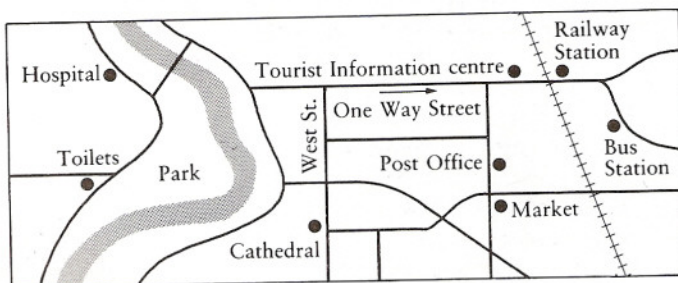 Railway
Station
Hospital
Tourist Information centre
One Way Street
West St.
Toilets
Park
Post Office
Bus
Station
Market
Cathedral